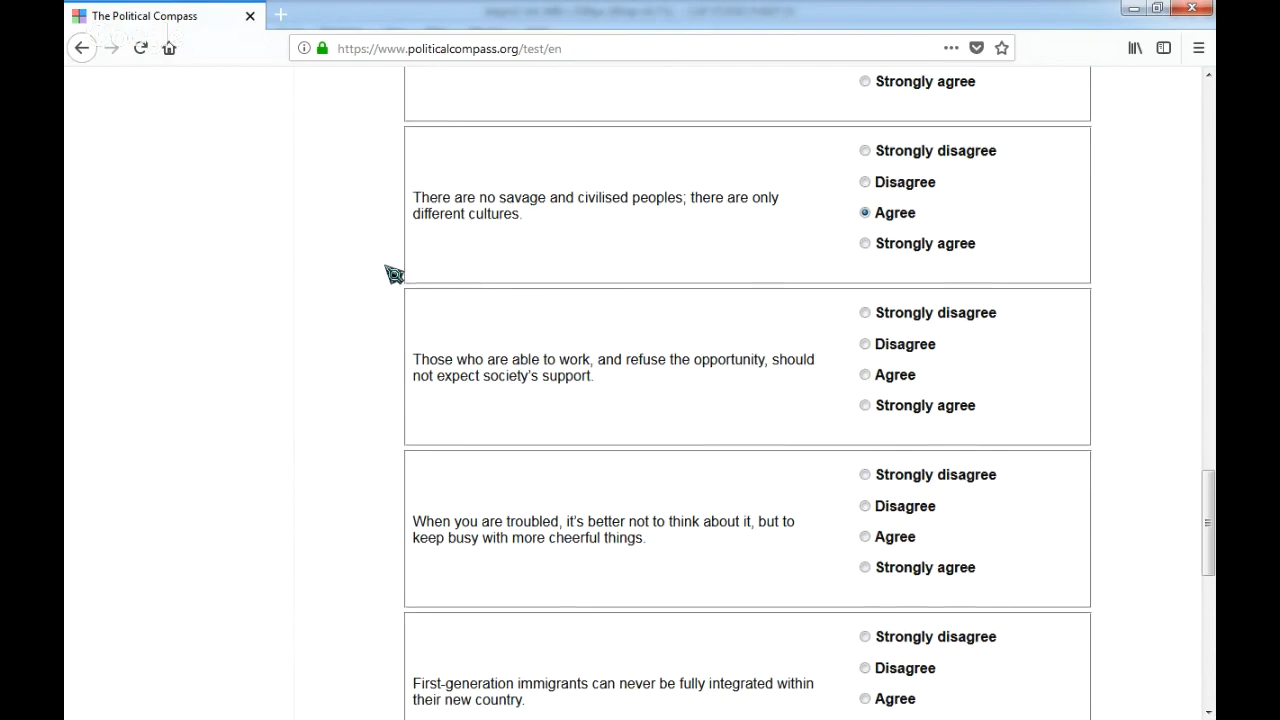 The Political Compass
https://www.politicalcompass.org/test/en
Strongly agree
There are no savage and civilised peoples; there are only
different cultures.
Strongly disagree
Disagree
Agree
Strongly agree
Those who are able to work, and refuse the opportunity, should
not expect society's support.
Strongly disagree
Disagree
Agree
Strongly agree
When you are troubled, it's better not to think about it, but to
keep busy with more cheerful things.
Strongly disagree
Disagree
Agree
Strongly agree
First-generation immigrants can never be fully integrated within
their new country.
Strongly disagree
Disagree
Agree